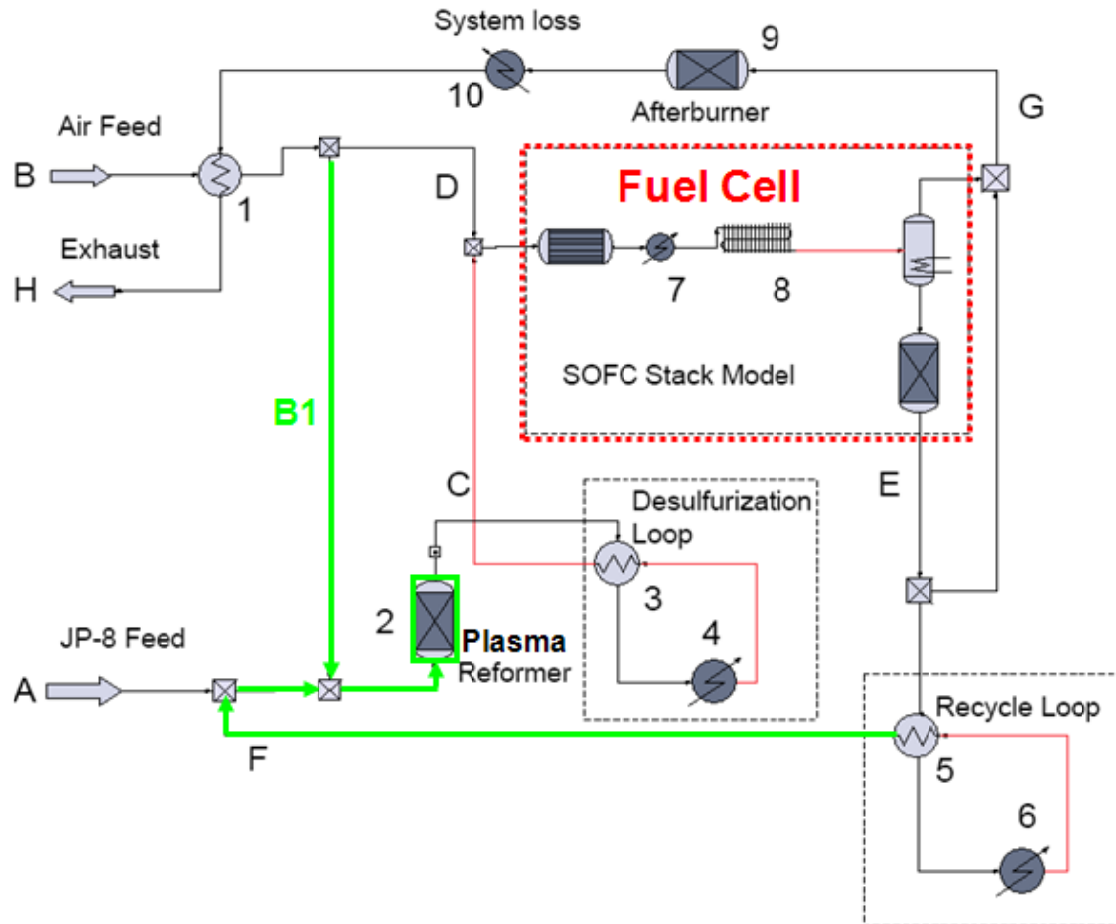 System loss
9
10
Afterburner
G
Air Feed
B
1
D
Fuel Cell
Exhaust
H
7
8
SOFC Stack Model
B1
C
E
Desulfurization
Loop
3
2
4
Plasma
Reformer
JP-8 Feed
A
Recycle Loop
F
5
6